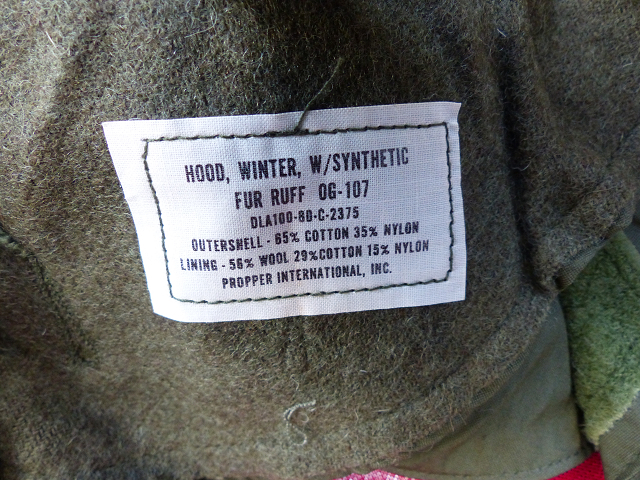 HOOD, WINTER, W/SYNTHETIC
FUR RUFF OG-107
DLA100-80-C-2375
OUTERSHELL - 65% COTTON 35% NYLON
LINING - 56% WOOL 29% COTTON 15% NYLON
PROPPER INTERNATIONAL, INC.